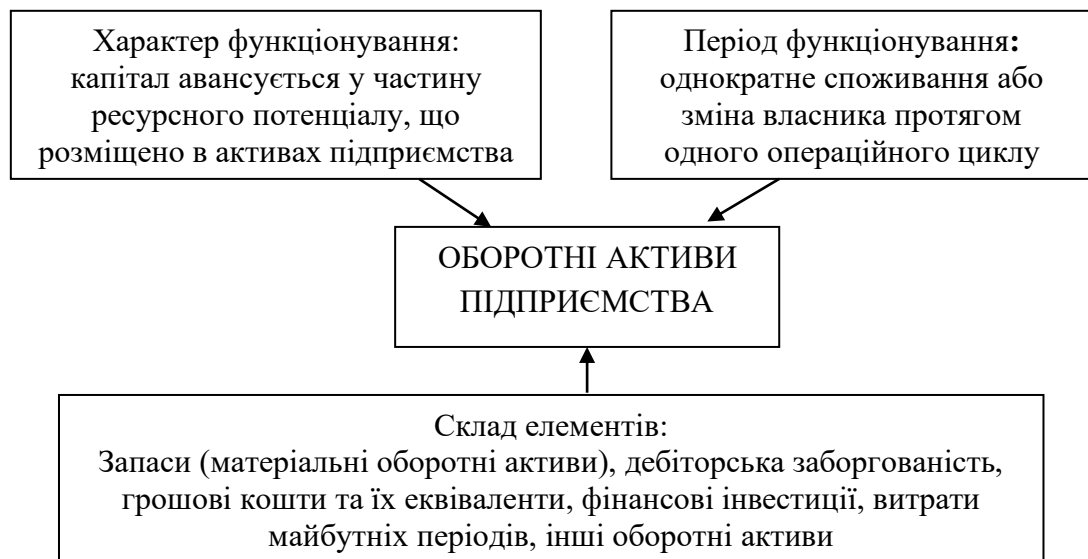 Характер функціонування:
капітал авансується у частину
ресурсного потенціалу, що
розміщено в активах підприємства
Період функціонування:
однократне споживання або
зміна власника протягом
одного операційного циклу
ОБОРОТНІ АКТИВИ
ПІДПРИЄМСТВА
Склад елементів:
Запаси (матеріальні оборотні активи), дебіторська заборгованість,
грошові кошти та їх еквіваленти, фінансові інвестиції, витрати
майбутніх періодів, інші оборотні активи